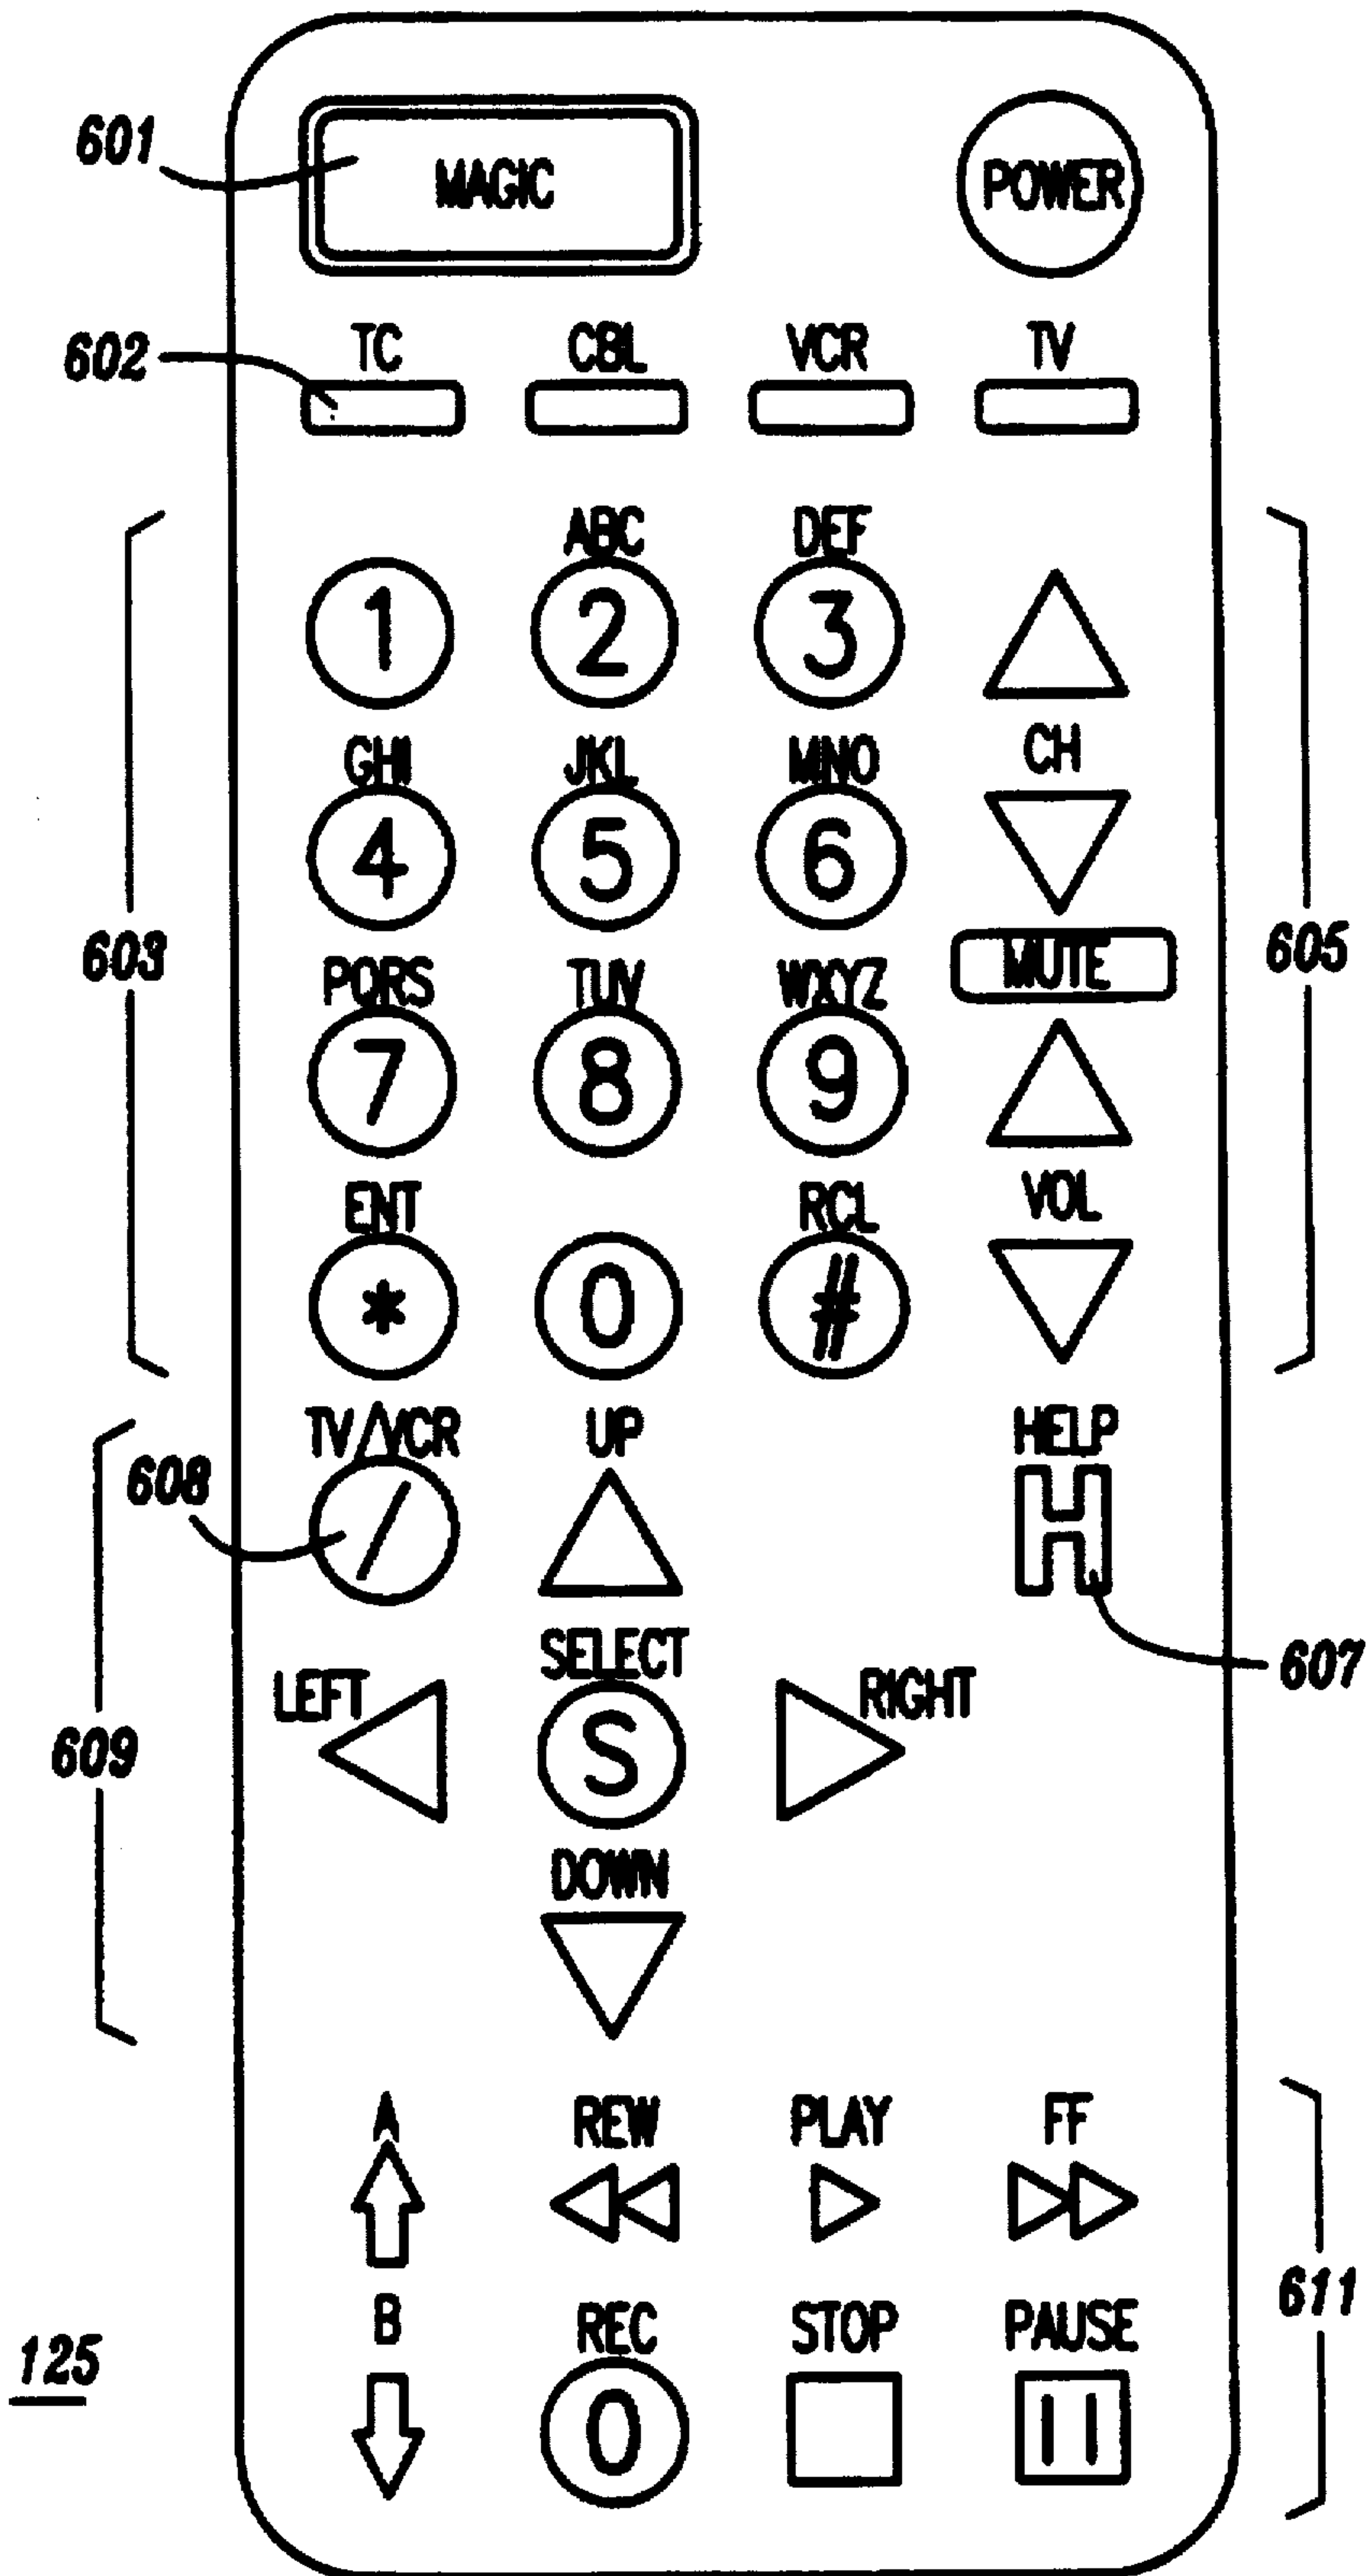 601
MAGIC
POWER
602
TC CBL VCR TV
ABC DEF
1 2 3
GHI JKL MNO CH
4 5 6
603
MUTE
605
PQRS TUV WXYZ
7 8 9
ENT RCL VOL
* 0 #
TV/VCR UP HELP
608
/
H
SELECT
607
LEFT
S
RIGHT
609
DOWN
A REW PLAY FF
611
B REC STOP PAUSE
125
0